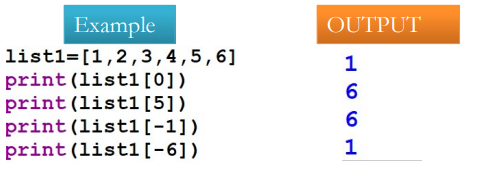 Example
list1=[1,2,3,4,5,6]
print(list1[0])
print(list1[5])
print(list1[-1])
print(list1[-6])
OUTPUT
1
6
6
1